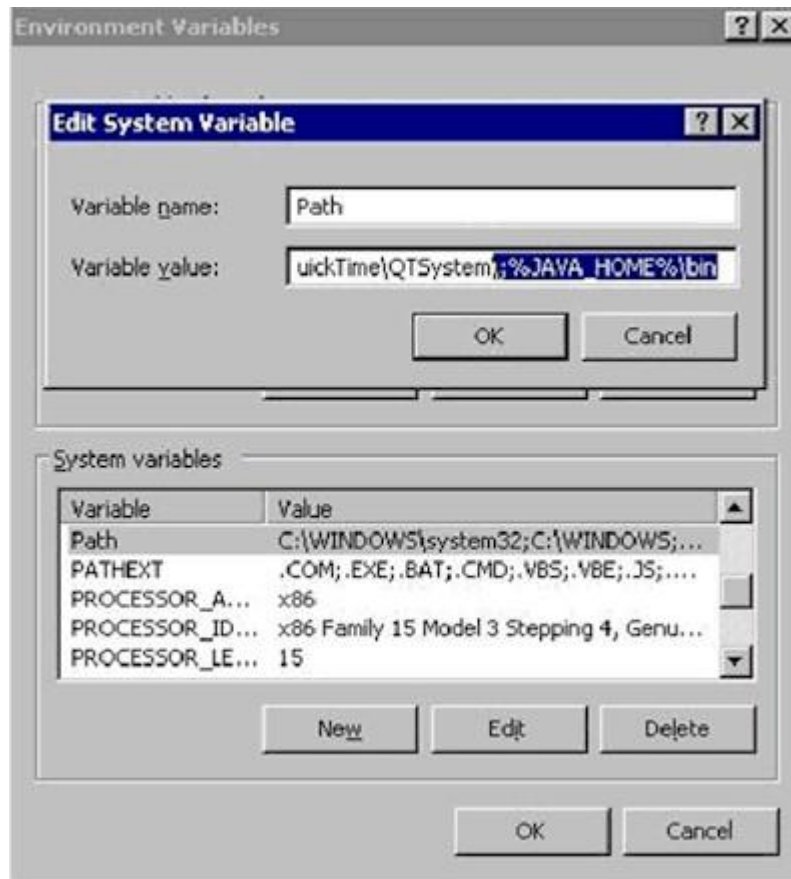 Environment Variables
Edit System Variable
Variable name:
Path
Variable value:
uickTime\QTSystem\;%JAVA_HOME%\bin
OK
Cancel
System variables
Variable Value
Path C:\WINDOWS\system32;C:\WINDOWS;...
PATHEXT .COM;.EXE;.BAT;.CMD;.VBS;.VBE;.JS;....
PROCESSOR_A... x86
PROCESSOR_ID... x86 Family 15 Model 3 Stepping 4, Genu...
PROCESSOR_LE... 15
New
Edit
Delete
OK
Cancel